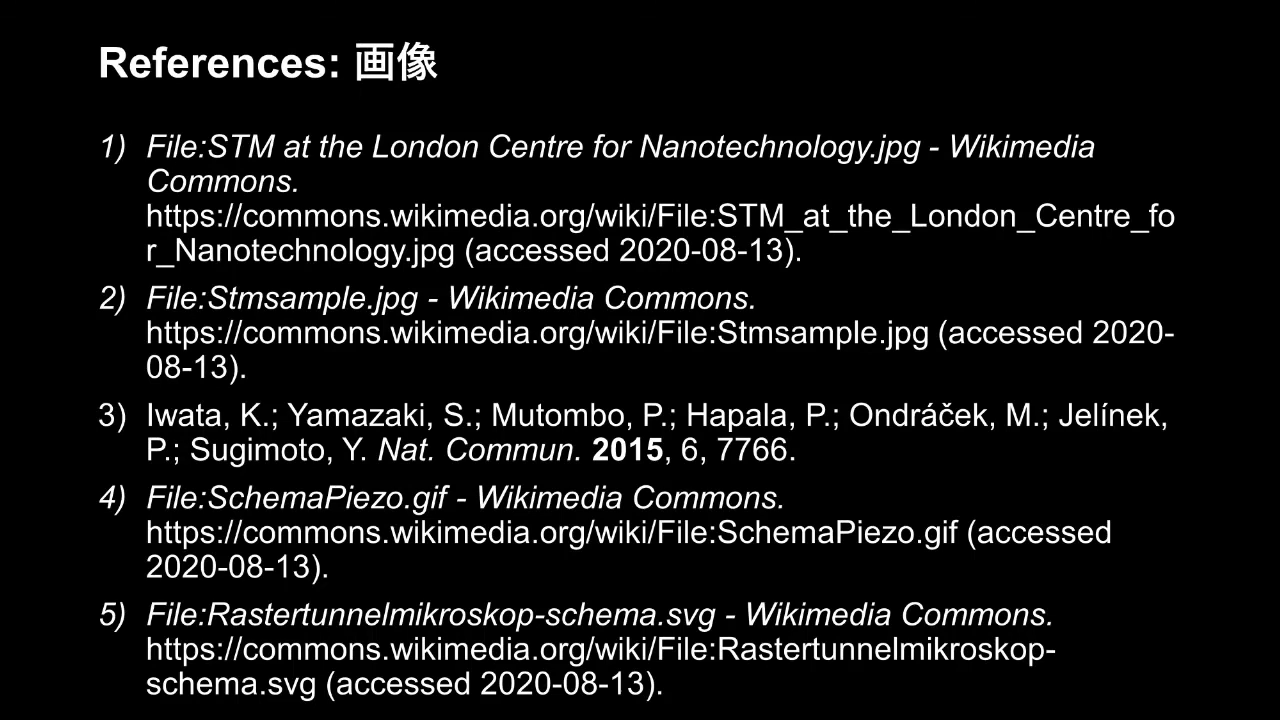 References: 画像
1) File:STM at the London Centre for Nanotechnology.jpg - Wikimedia
Commons.
https://commons.wikimedia.org/wiki/File:STM_at_the_London_Centre_fo
r_Nanotechnology.jpg (accessed 2020-08-13).
2) File:Stmsample.jpg - Wikimedia Commons.
https://commons.wikimedia.org/wiki/File:Stmsample.jpg (accessed 2020-
08-13).
3) Iwata, K.; Yamazaki, S.; Mutombo, P.; Hapala, P.; Ondráček, M.; Jelínek,
P.; Sugimoto, Y. Nat. Commun. 2015, 6, 7766.
4) File:SchemaPiezo.gif - Wikimedia Commons.
https://commons.wikimedia.org/wiki/File:SchemaPiezo.gif (accessed
2020-08-13).
5) File:Rastertunnelmikroskop-schema.svg - Wikimedia Commons.
https://commons.wikimedia.org/wiki/File:Rastertunnelmikroskop-
schema.svg (accessed 2020-08-13).